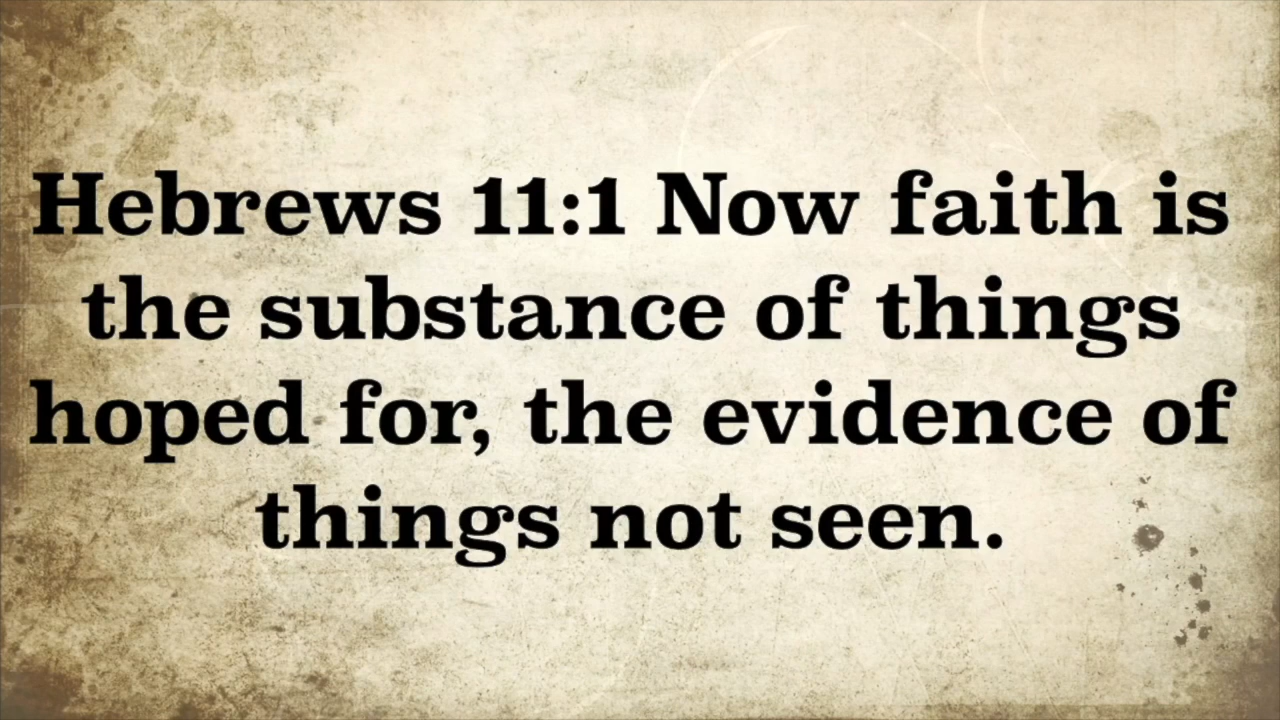 Hebrews 11:1 Now faith is
the substance of things
hoped for, the evidence of
things not seen.